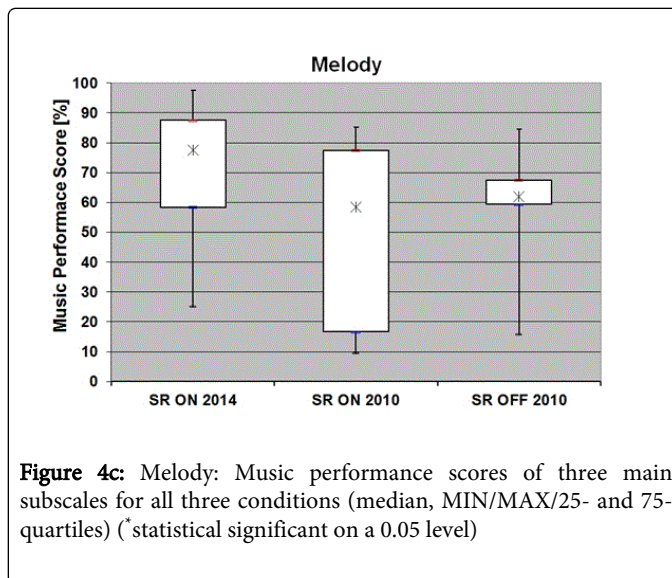 Melody
Music Performace Score [%]
100
90
80
70
60
50
40
30
20
10
0
SR ON 2014
SR ON 2010
SR OFF 2010
Figure 4c: Melody: Music performance scores of three main
subscales for all three conditions (median, MIN/MAX/25- and 75-
quartiles) (*statistical significant on a 0.05 level)